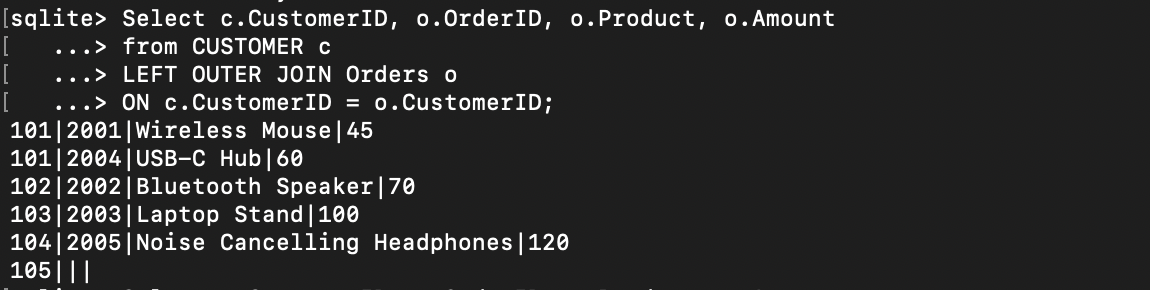 [sqlite> Select c.CustomerID, o.OrderID, o.Product, o.Amount
[   ...> from CUSTOMER c
[   ...> LEFT OUTER JOIN Orders o
[   ...> ON c.CustomerID = o.CustomerID;
101|2001|Wireless Mouse|45
101|2004|USB-C Hub|60
102|2002|Bluetooth Speaker|70
103|2003|Laptop Stand|100
104|2005|Noise Cancelling Headphones|120
105|||